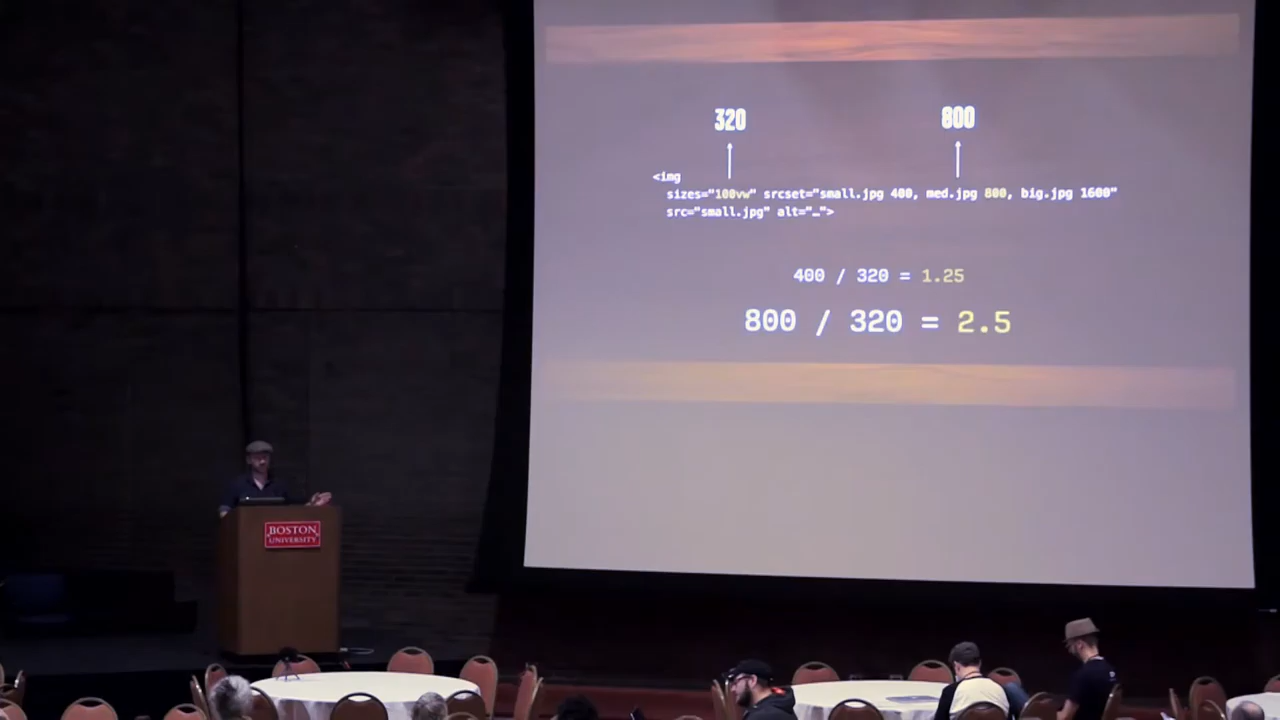 320 800
<img
sizes="100vw" srcset="small.jpg 400, med.jpg 800, big.jpg 1600"
src="small.jpg" alt="…">
400 / 320 = 1.25
800 / 320 = 2.5
BOSTON
UNIVERSITY